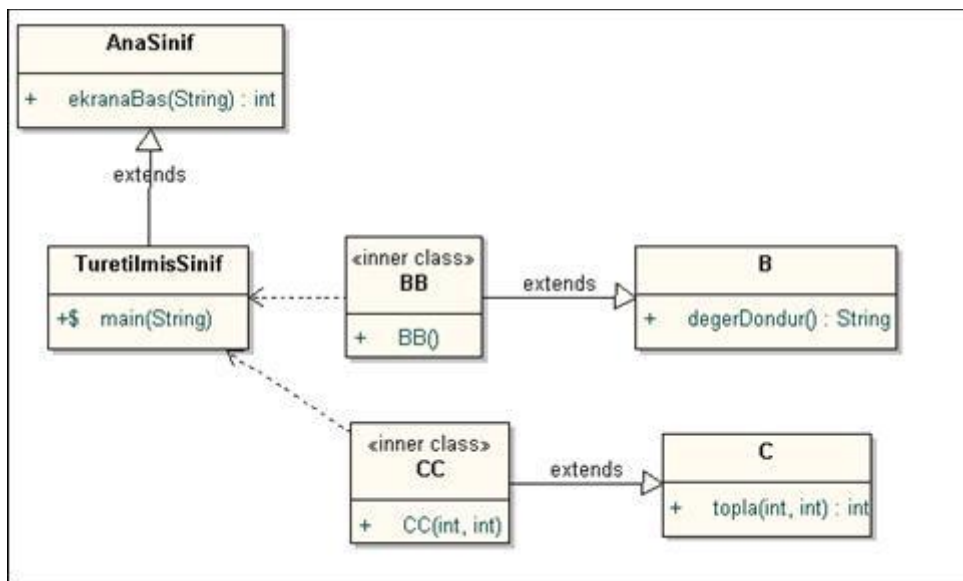 AnaSinif
+ ekranaBas(String) : int
extends
TuretilmisSinif
+$ main(String)
«inner class»
BB
+ BB()
extends
B
+ degerDondur() : String
«inner class»
CC
+ CC(int, int)
extends
C
+ topla(int, int) : int